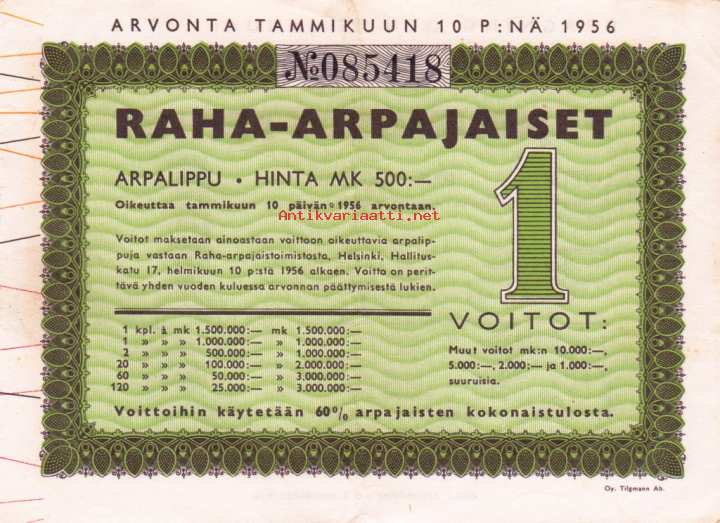 ARVONTA TAMMIKUUN 10 P:NÄ 1956
№085418
RAHA-ARPAJAISET
ARPALIPPU • HINTA MK 500:—
Oikeuttaa tammikuun 10 päivän 1956 arvontaan.
Antikvariaatti.net
Voitot maksetaan ainoastaan voittoon oikeuttavia arpalip-
puja vastaan Raha-arpajaistoimistosta, Helsinki, Hallitus-
katu 17, helmikuun 10 p:stä 1956 alkaen. Voitto on perit-
tävä yhden vuoden kuluessa arvonnan päättymisestä lukien.
1
VOITOT:
1 kpl. à mk 1.500.000:— mk 1.500.000:—
1 » » » 1.000.000:— » 1.000.000:—
2 » » » 500.000:— » 1.000.000:—
20 » » » 100.000:— » 2.000.000:—
60 » » » 50.000:— » 3.000.000:—
120 » » » 25.000:— » 3.000.000:—
Muut voitot mk:n 10.000:—,
5.000:—, 2.000:— ja 1.000:—,
suuruisia.
Voittoihin käytetään 60% arpajaisten kokonaistulosta.
Oy. Tilgmann Ab.